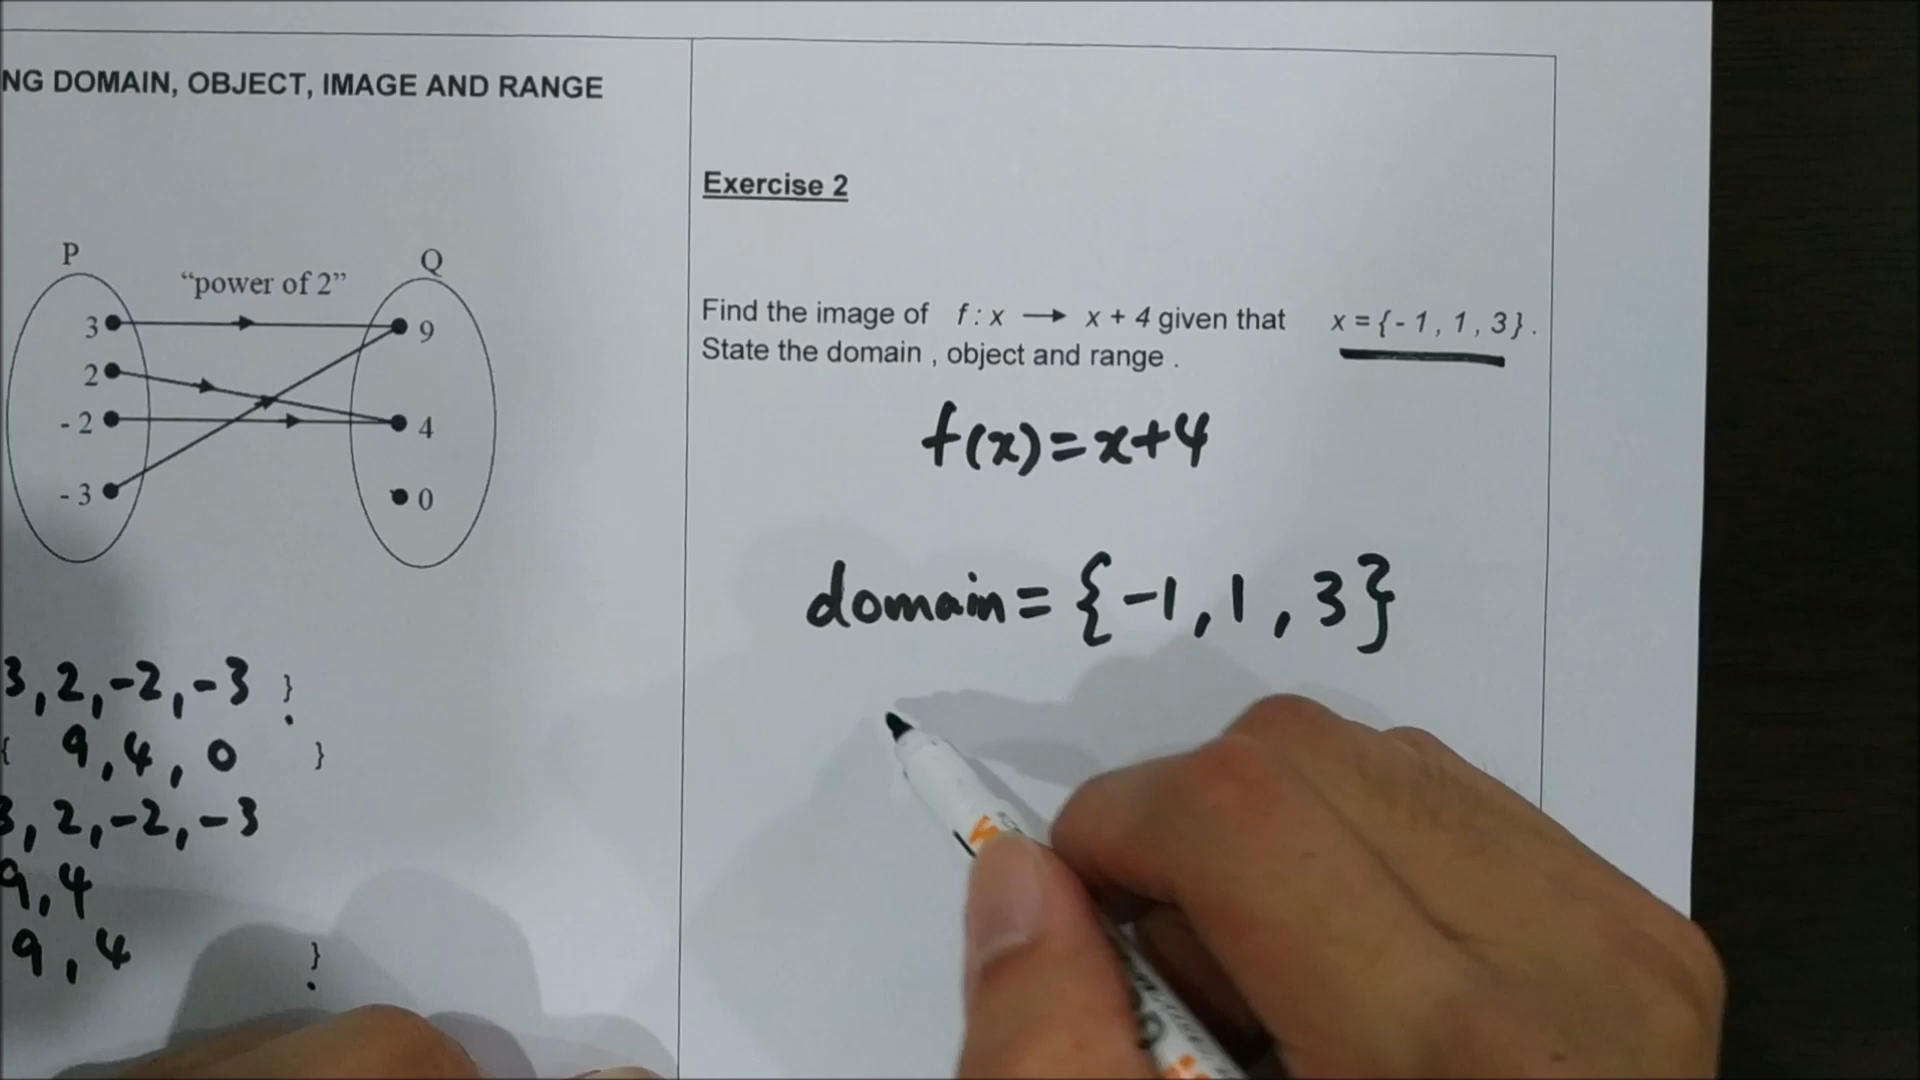 NG DOMAIN, OBJECT, IMAGE AND RANGE
P
Q
“power of 2”
3
9
2
- 2
4
- 3
0
3, 2, -2, -3 }
{ 9, 4, 0 }
3, 2, -2, -3
9, 4
9, 4 }
Exercise 2
Find the image of f : x → x + 4 given that x = { - 1 , 1 , 3 } .
State the domain , object and range .
f(x) = x+4
domain = {-1, 1, 3}